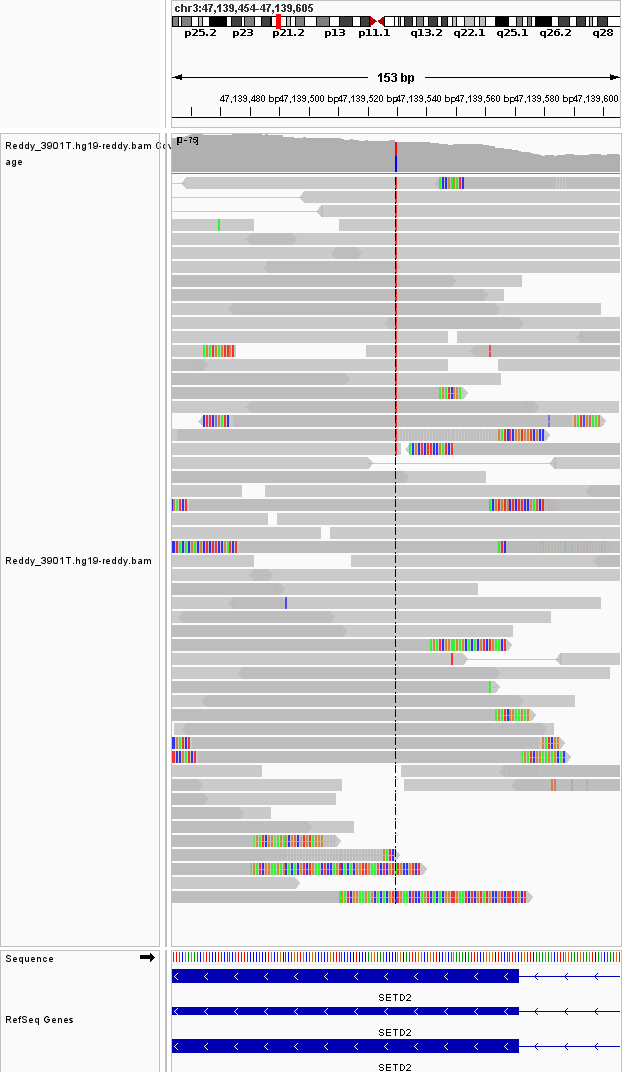 chr3:47,139,454-47,139,605
p25.2 p23 p21.2 p13 p11.1 q13.2 q22.1 q25.1 q26.2 q28
153 bp
47,139,480 bp 47,139,500 bp 47,139,520 bp 47,139,540 bp 47,139,560 bp 47,139,580 bp 47,139,600
Reddy_3901T.hg19-reddy.bam Cov
age
Reddy_3901T.hg19-reddy.bam
Sequence
SETD2
RefSeq Genes
SETD2
SETD2